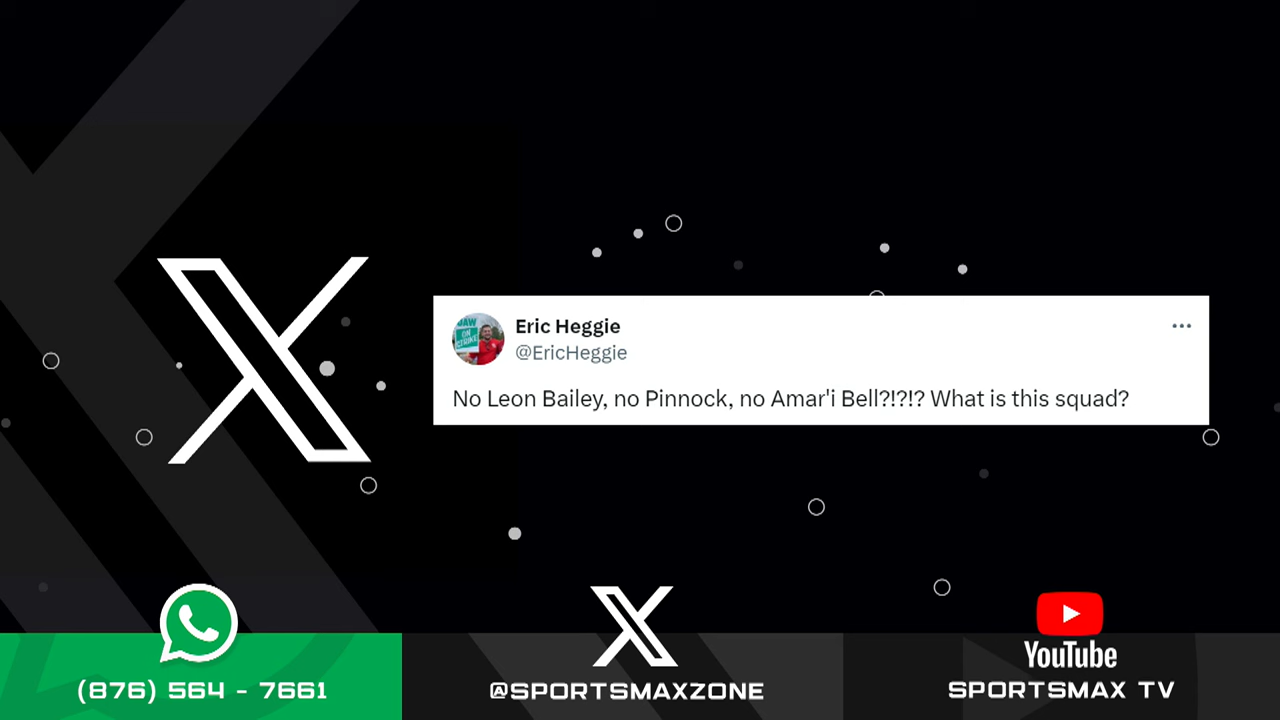 Eric Heggie
@EricHeggie
No Leon Bailey, no Pinnock, no Amar'i Bell?!?!? What is this squad?
(876) 564 - 7661
@SPORTSMAXZONE
YouTube
SPORTSMAX TV